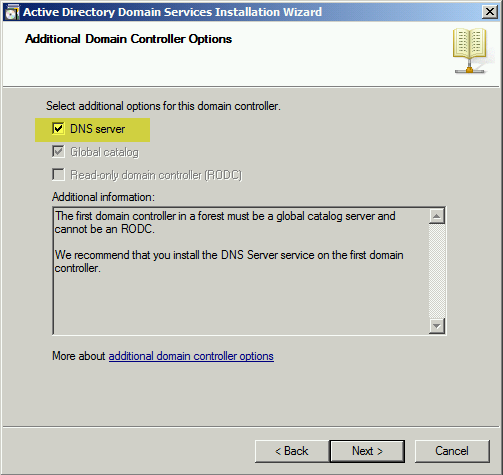 Active Directory Domain Services Installation Wizard
Additional Domain Controller Options
Select additional options for this domain controller.
DNS server
Global catalog
Read-only domain controller (RODC)
Additional information:
The first domain controller in a forest must be a global catalog server and
cannot be an RODC.
We recommend that you install the DNS Server service on the first domain
controller.
More about additional domain controller options
< Back
Next >
Cancel